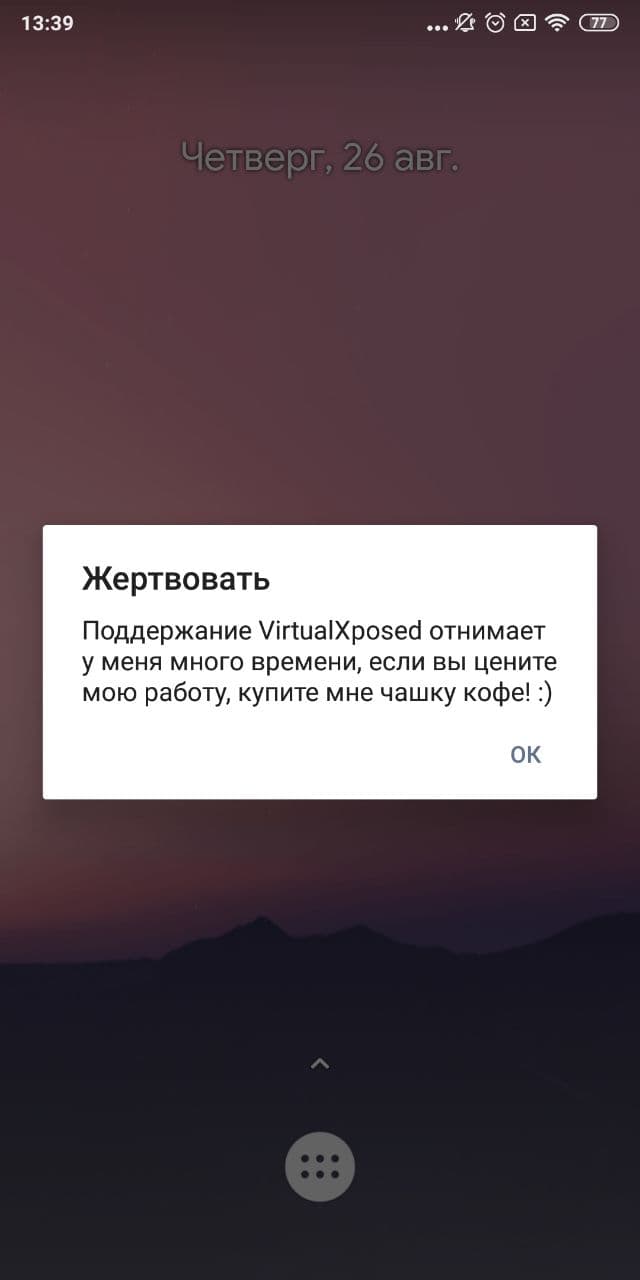 13:39
77
Четверг, 26 авг.
Жертвовать
Поддержание VirtualXposed отнимает
у меня много времени, если вы цените
мою работу, купите мне чашку кофе! :)
ОК